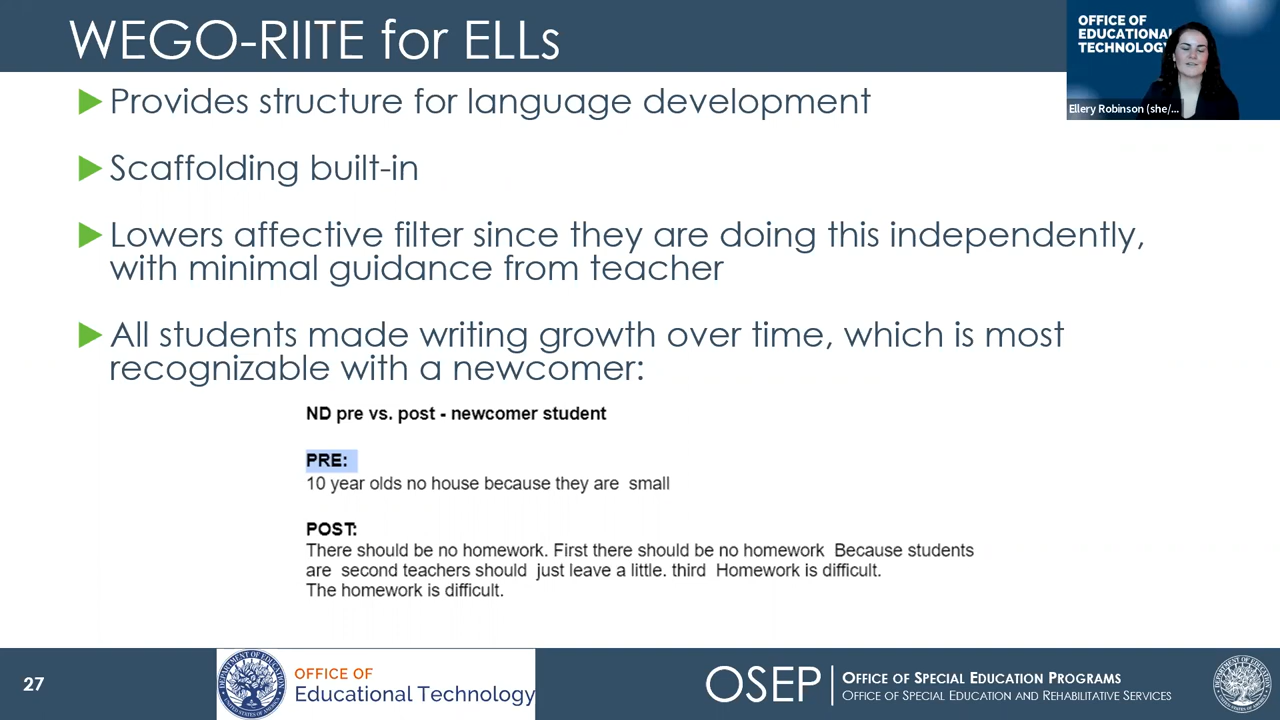 WEGO-RIITE for ELLs
OFFICE OF
EDUCATIONAL
TECHNOLOGY
Ellery Robinson (she/...
Provides structure for language development
Scaffolding built-in
Lowers affective filter since they are doing this independently,
with minimal guidance from teacher
All students made writing growth over time, which is most
recognizable with a newcomer:
ND pre vs. post - newcomer student
PRE:
10 year olds no house because they are small
POST:
There should be no homework. First there should be no homework Because students
are second teachers should just leave a little. third Homework is difficult.
The homework is difficult.
27
OFFICE OF
Educational Technology
OSEP
OFFICE OF SPECIAL EDUCATION PROGRAMS
OFFICE OF SPECIAL EDUCATION AND REHABILITATIVE SERVICES